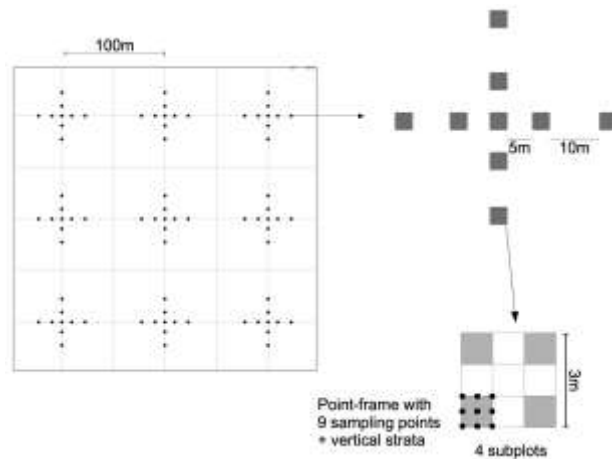 100m
5m
10m
3m
Point-frame with
9 sampling points
+ vertical strata
4 subplots